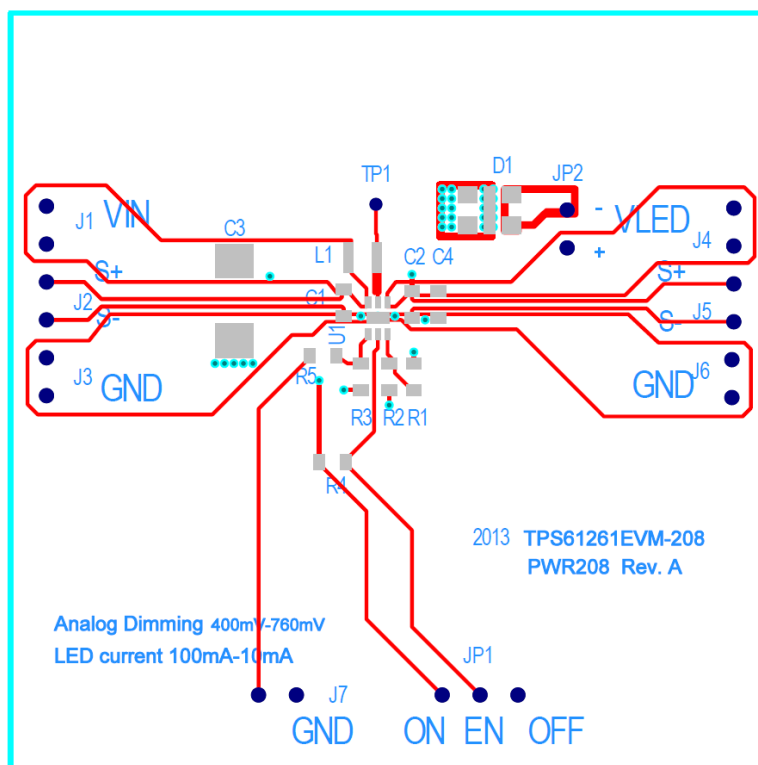 TP1
D1
JP2
J1 VIN
- VLED
J4
C3
L1
C2 C4
+
S+
S+
C1
J2
S-
J5
S-
U1
J3
GND
R5
GND
J6
R3 R2 R1
R4
2013 TPS61261EVM-208
PWR208 Rev. A
Analog Dimming 400mV-760mV
LED current 100mA-10mA
JP1
J7
GND ON EN OFF